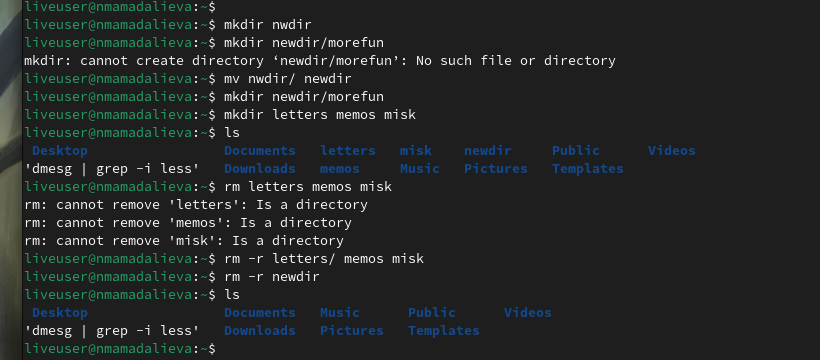 liveuser@nmamadalieva:~$
liveuser@nmamadalieva:~$ mkdir nwdir
liveuser@nmamadalieva:~$ mkdir newdir/morefun
mkdir: cannot create directory ‘newdir/morefun’: No such file or directory
liveuser@nmamadalieva:~$ mv nwdir/ newdir
liveuser@nmamadalieva:~$ mkdir newdir/morefun
liveuser@nmamadalieva:~$ mkdir letters memos misk
liveuser@nmamadalieva:~$ ls
Desktop Documents letters misk newdir Public Videos
'dmesg | grep -i less' Downloads memos Music Pictures Templates
liveuser@nmamadalieva:~$ rm letters memos misk
rm: cannot remove 'letters': Is a directory
rm: cannot remove 'memos': Is a directory
rm: cannot remove 'misk': Is a directory
liveuser@nmamadalieva:~$ rm -r letters/ memos misk
liveuser@nmamadalieva:~$ rm -r newdir
liveuser@nmamadalieva:~$ ls
Desktop Documents Music Public Videos
'dmesg | grep -i less' Downloads Pictures Templates
liveuser@nmamadalieva:~$